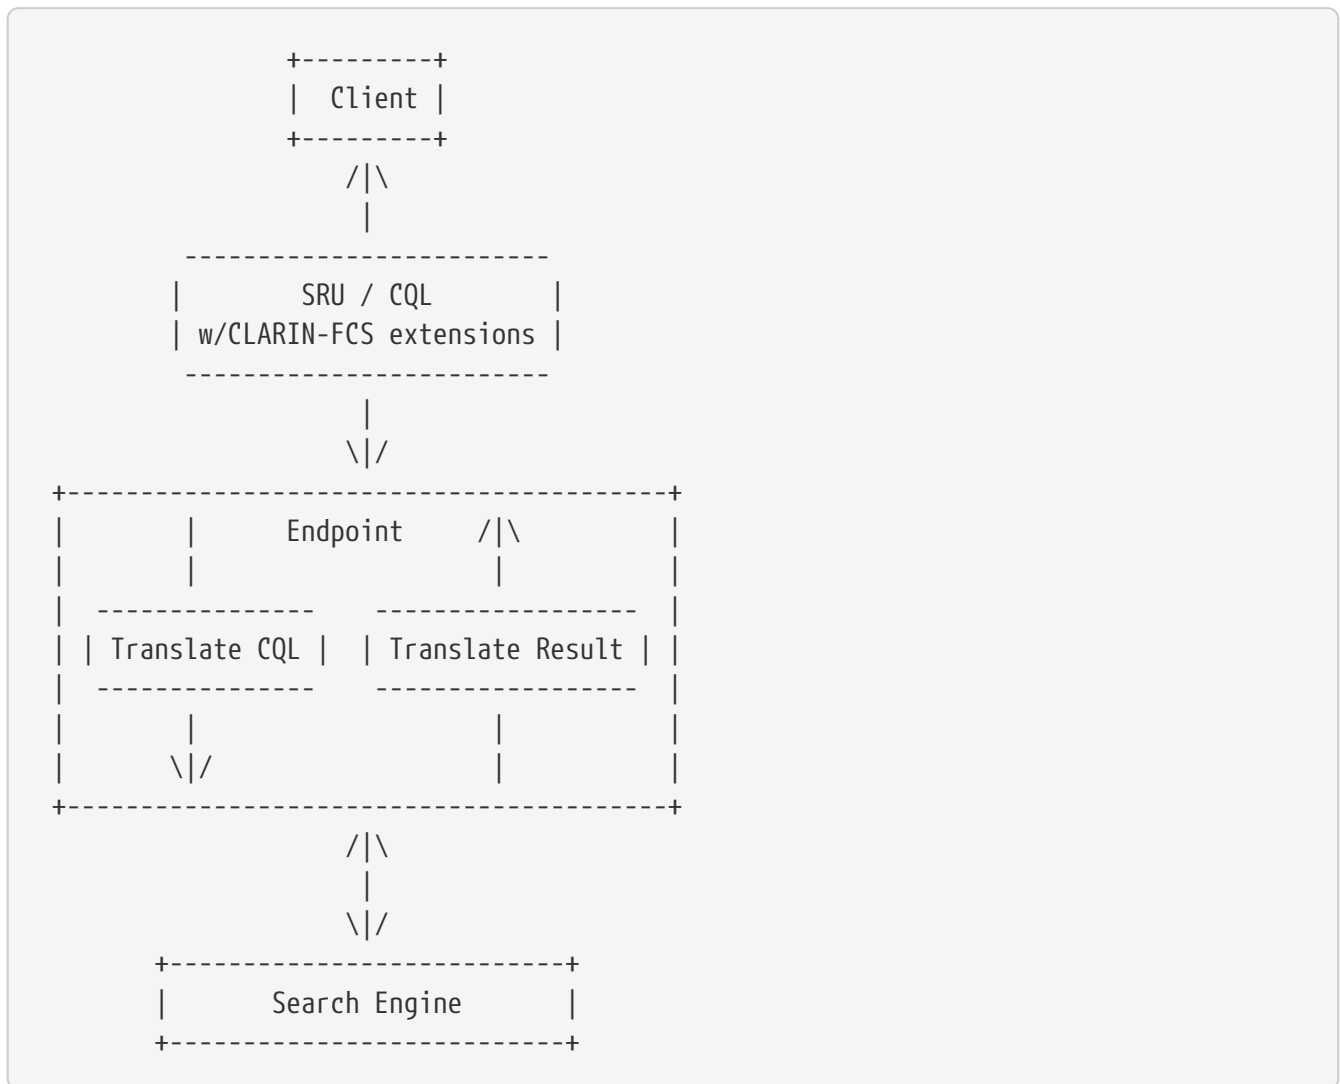 +---------+
|  Client |
+---------+
/|\
|
-------------------------
|        SRU / CQL        |
| w/CLARIN-FCS extensions |
-------------------------
|
\|/
+-----------------------------------------+
|        |      Endpoint     /|\          |
|        |                    |           |
|  ---------------    ------------------  |
| | Translate CQL |  | Translate Result | |
|  ---------------    ------------------  |
|        |                    |           |
|       \|/                   |           |
+-----------------------------------------+
/|\
|
\|/
+---------------------------+
|       Search Engine       |
+---------------------------+